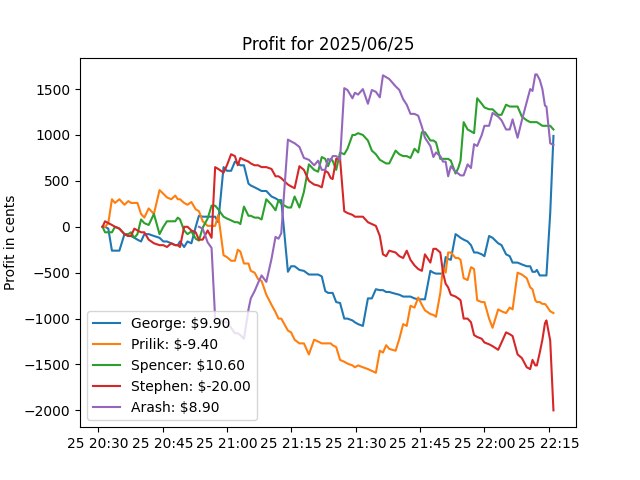 Profit for 2025/06/25
Profit in cents
1500
1000
500
0
−500
−1000
−1500
−2000
George: $9.90
Prilik: $-9.40
Spencer: $10.60
Stephen: $-20.00
Arash: $8.90
25 20:30 25 20:45 25 21:00 25 21:15 25 21:30 25 21:45 25 22:00 25 22:15